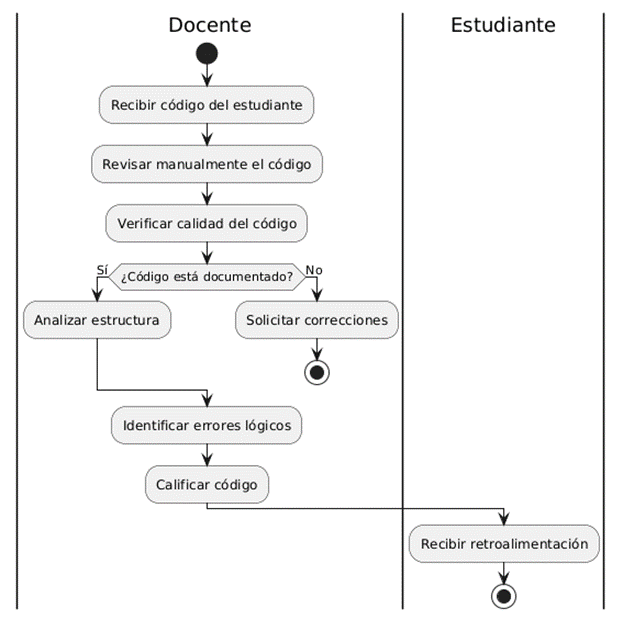 Docente
Estudiante
Recibir código del estudiante
Revisar manualmente el código
Verificar calidad del código
Sí
¿Código está documentado?
No
Analizar estructura
Solicitar correcciones
Identificar errores lógicos
Calificar código
Recibir retroalimentación